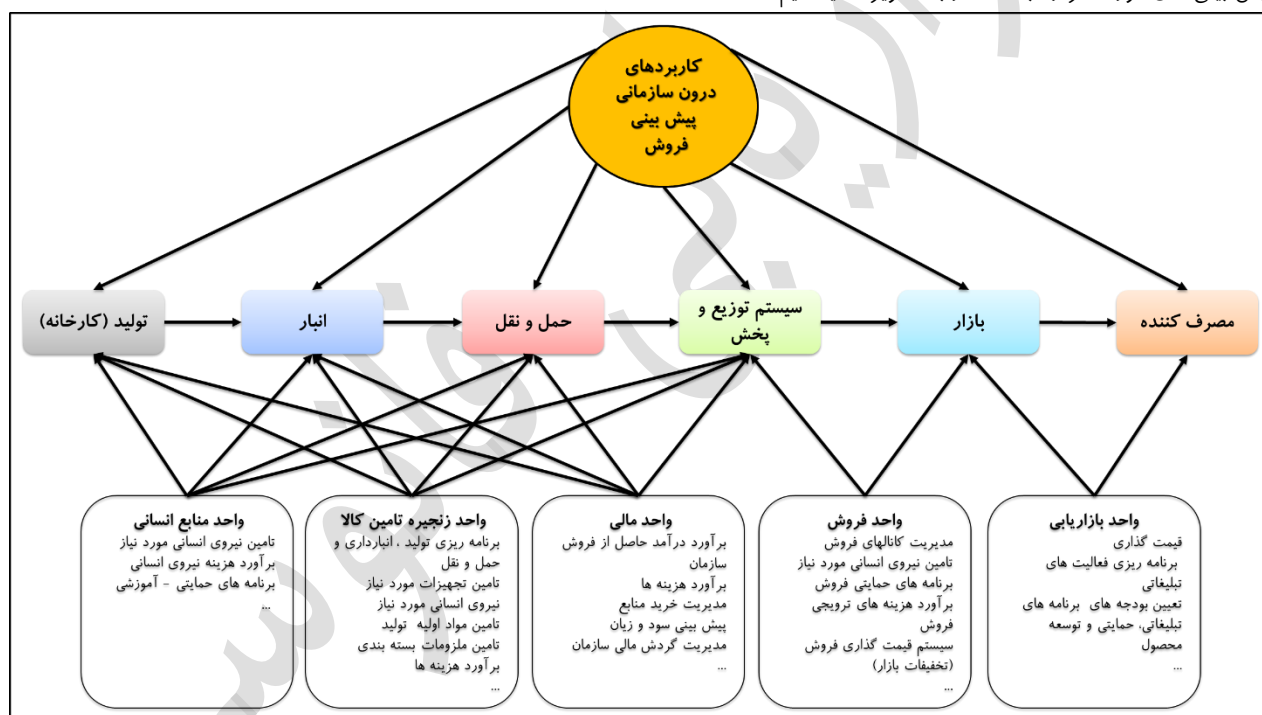 کاربردهای
درون سازمانی
پیش بینی
فروش
تولید (کارخانه)
انبار
حمل و نقل
سیستم توزیع و
پخش
بازار
مصرف کننده
واحد منابع انسانی
تامین نیروی انسانی مورد نیاز
برآورد هزینه نیروی انسانی
برنامه های حمایتی - آموزشی
...
واحد زنجیره تامین کالا
برنامه ریزی تولید ، انبارداری و
حمل و نقل
تامین تجهیزات مورد نیاز
نیروی انسانی مورد نیاز
تامین مواد اولیه تولید
تامین ملزومات بسته بندی
برآورد هزینه ها
...
واحد مالی
برآورد درآمد حاصل از فروش
سازمان
برآورد هزینه ها
مدیریت خرید منابع
پیش بینی سود و زیان
مدیریت گردش مالی سازمان
...
واحد فروش
مدیریت کانالهای فروش
تامین نیروی انسانی مورد نیاز
برنامه های حمایتی فروش
برآورد هزینه های ترویجی
فروش
سیستم قیمت گذاری فروش
(تخفیفات بازار)
...
واحد بازاریابی
قیمت گذاری
برنامه ریزی فعالیت های
تبلیغاتی
تعیین بودجه های برنامه های
تبلیغاتی، حمایتی و توسعه
محصول
...